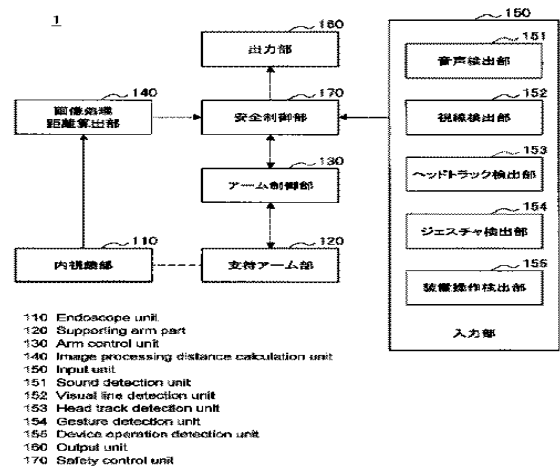 1
160
出力部
150
151
音声検出部
140
画像処理
距離算出部
170
安全制御部
152
視線検出部
130
アーム制御部
153
ヘッドトラック検出部
154
ジェスチャ検出部
110
内視鏡部
120
支持アーム部
155
装置操作検出部
入力部
110 Endoscope unit
120 Supporting arm part
130 Arm control unit
140 Image processing distance calculation unit
150 Input unit
151 Sound detection unit
152 Visual line detection unit
153 Head track detection unit
154 Gesture detection unit
155 Device operation detection unit
160 Output unit
170 Safety control unit